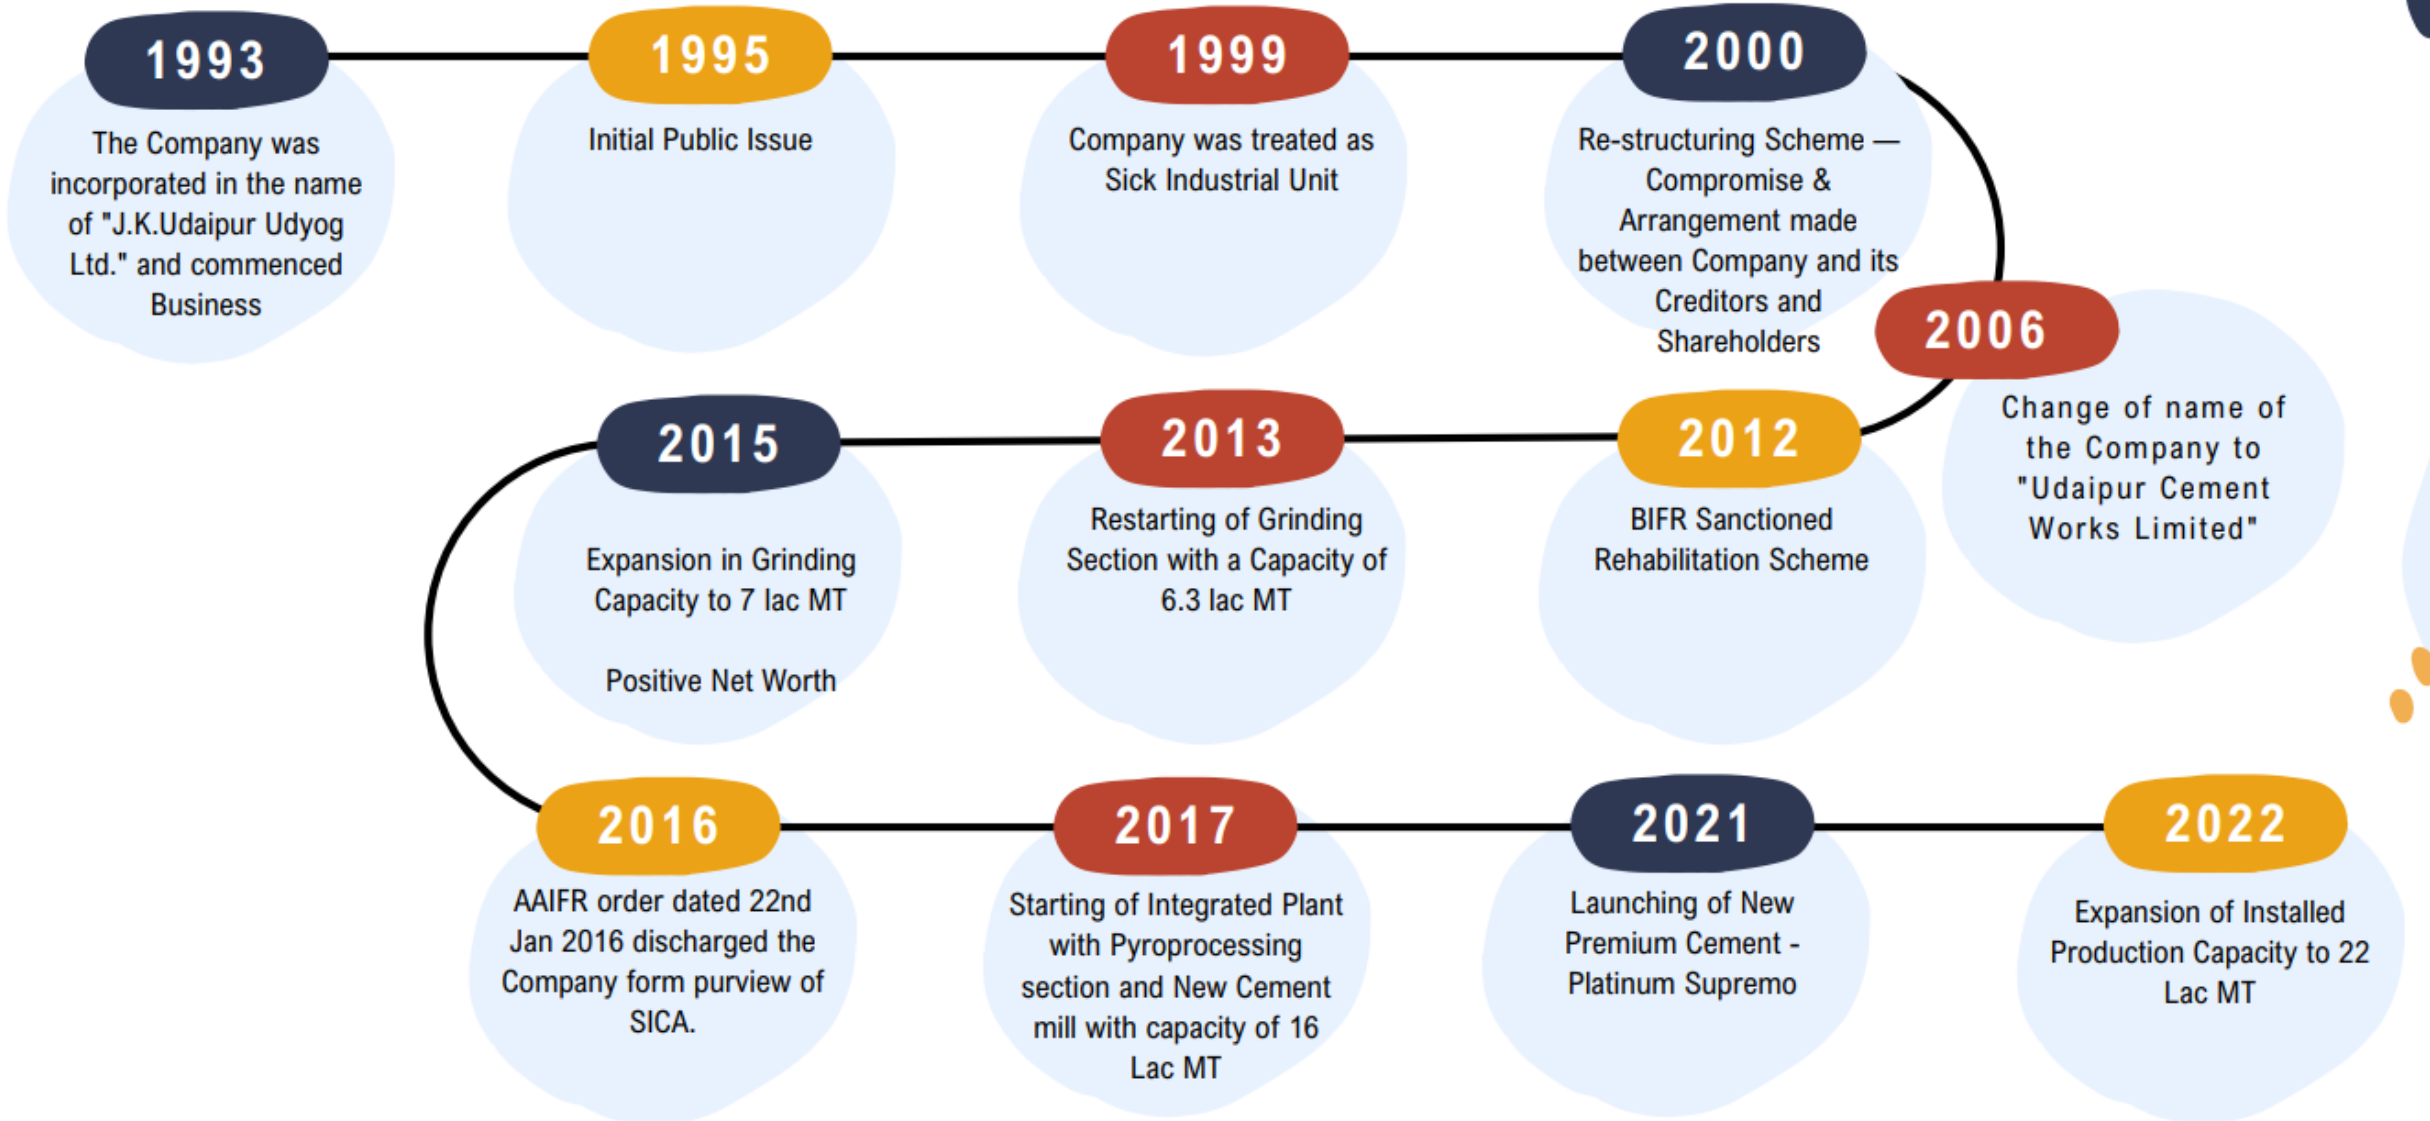 1993
The Company was
incorporated in the name
of "J.K.Udaipur Udyog
Ltd." and commenced
Business
1995
Initial Public Issue
1999
Company was treated as
Sick Industrial Unit
2000
Re-structuring Scheme —
Compromise &
Arrangement made
between Company and its
Creditors and
Shareholders
2006
Change of name of
the Company to
"Udaipur Cement
Works Limited"
2012
BIFR Sanctioned
Rehabilitation Scheme
2013
Restarting of Grinding
Section with a Capacity of
6.3 lac MT
2015
Expansion in Grinding
Capacity to 7 lac MT
Positive Net Worth
2016
AAIFR order dated 22nd
Jan 2016 discharged the
Company form purview of
SICA.
2017
Starting of Integrated Plant
with Pyroprocessing
section and New Cement
mill with capacity of 16
Lac MT
2021
Launching of New
Premium Cement -
Platinum Supremo
2022
Expansion of Installed
Production Capacity to 22
Lac MT